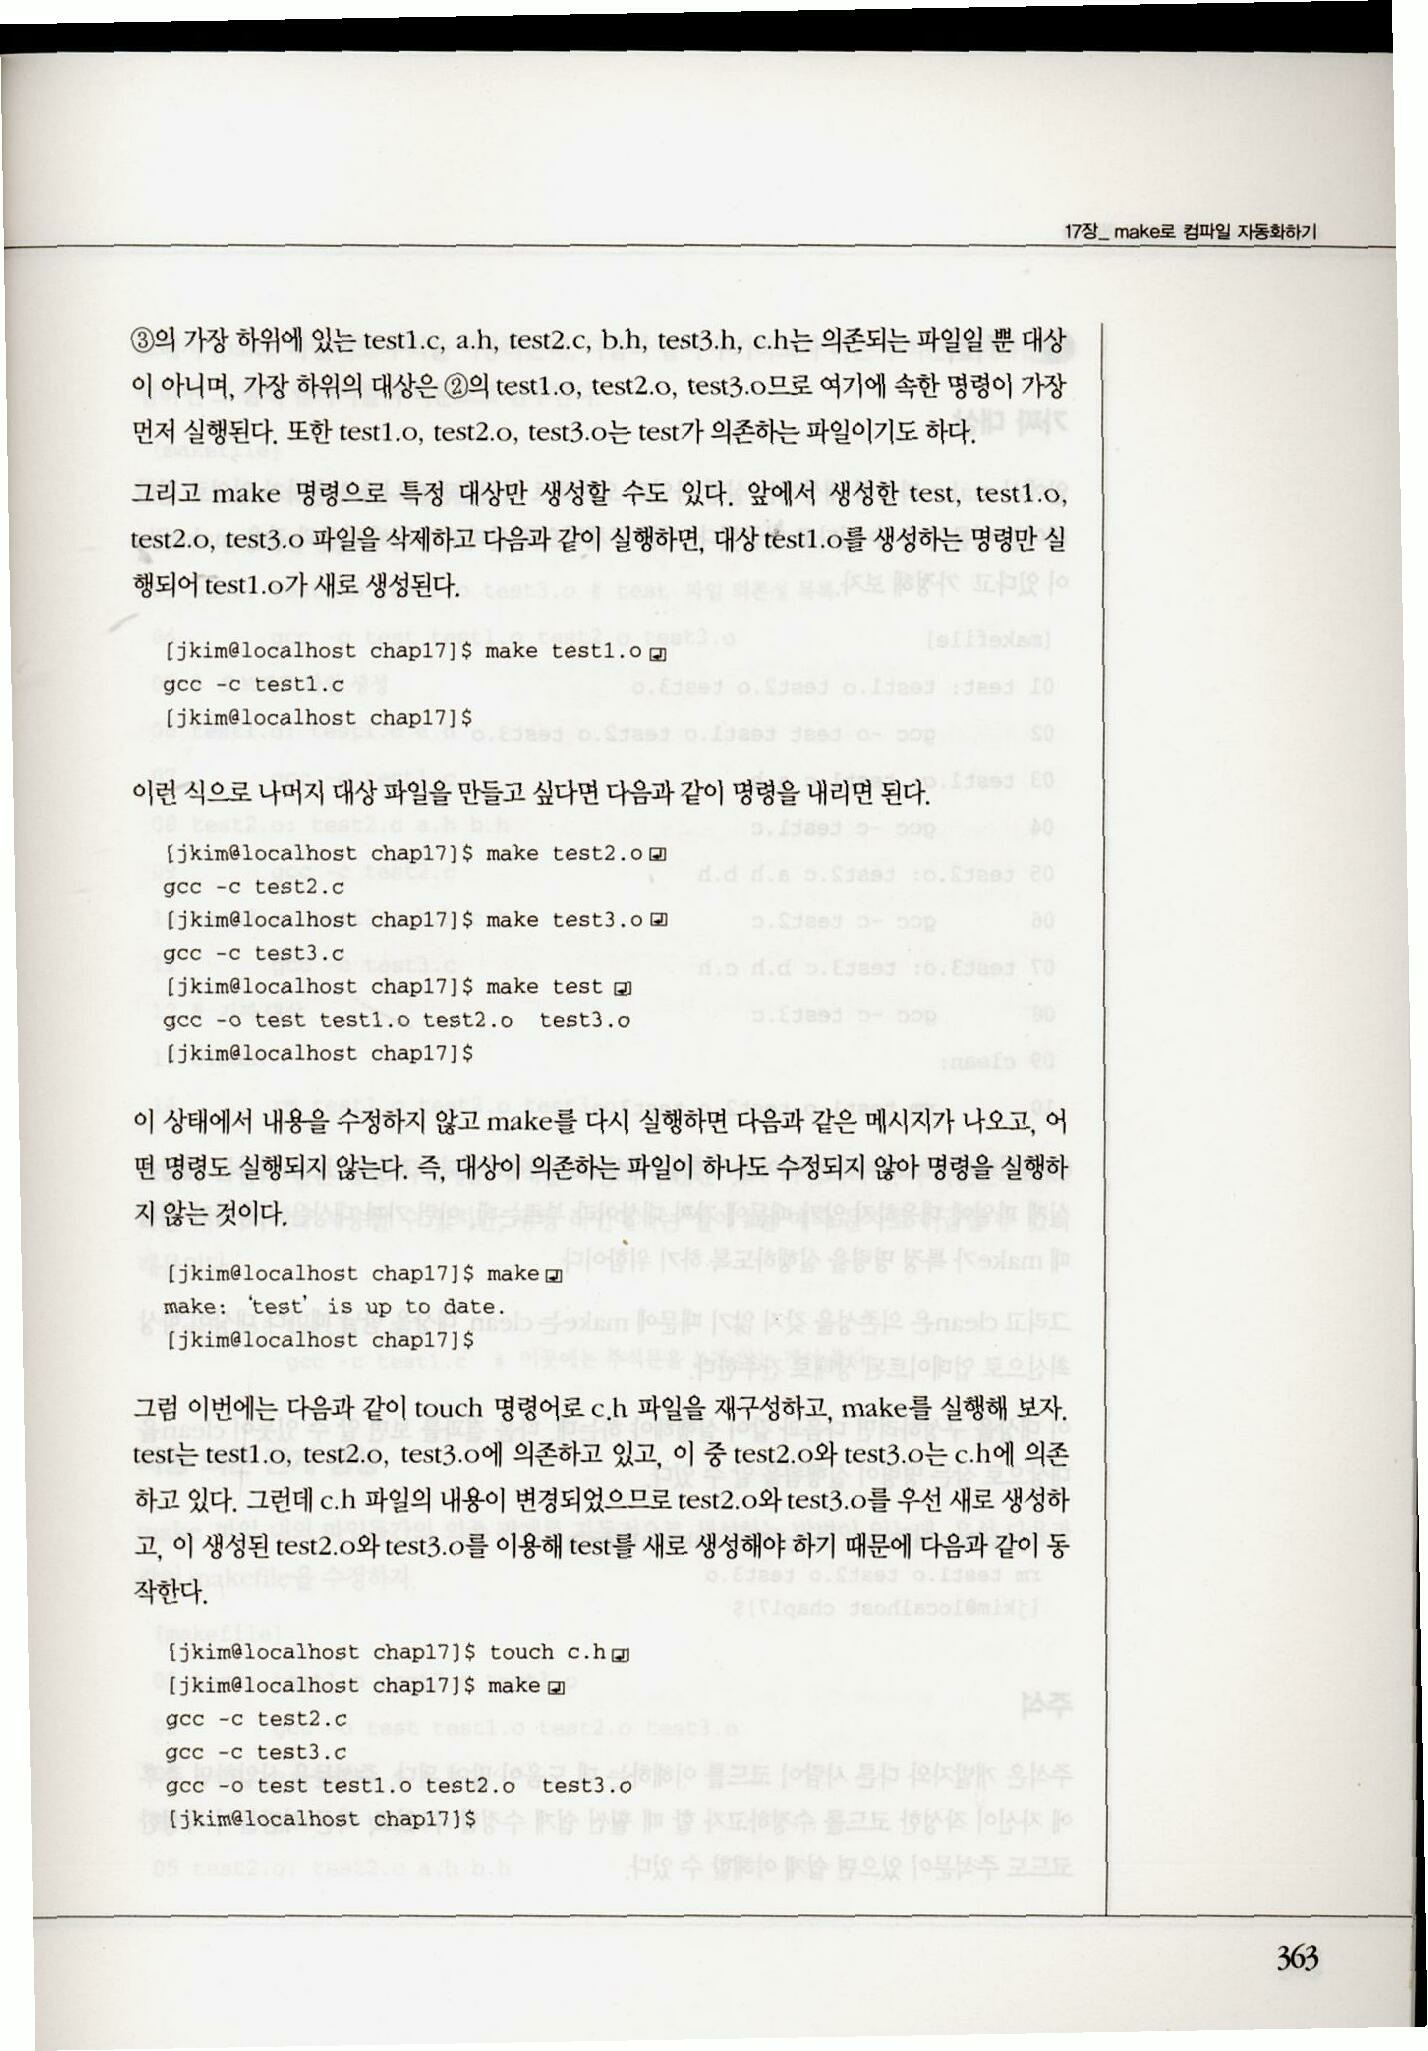 17장_ make로 컴파일 자동화하기
③의 가장 하위에 있는 test1.c, a.h, test2.c, b.h, test3.h, c.h는 의존되는 파일일 뿐 대상
이 아니며, 가장 하위의 대상은 ②의 test1.o, test2.o, test3.o므로 여기에 속한 명령이 가장
먼저 실행된다. 또한 test1.o, test2.o, test3.o는 test가 의존하는 파일이기도 하다.
그리고 make 명령으로 특정 대상만 생성할 수도 있다. 앞에서 생성한 test, test1.o,
test2.o, test3.o 파일을 삭제하고 다음과 같이 실행하면, 대상 test1.o를 생성하는 명령만 실
행되어 test1.o가 새로 생성된다.
[jkim@localhost chap17]$ make test1.o
gcc -c test1.c
[jkim@localhost chap17]$
이런 식으로 나머지 대상 파일을 만들고 싶다면 다음과 같이 명령을 내리면 된다.
[jkim@localhost chap17]$ make test2.o
gcc -c test2.c
[jkim@localhost chap17]$ make test3.o
gcc -c test3.c
[jkim@localhost chap17]$ make test
gcc -o test test1.o test2.o  test3.o
[jkim@localhost chap17]$
이 상태에서 내용을 수정하지 않고 make를 다시 실행하면 다음과 같은 메시지가 나오고, 어
떤 명령도 실행되지 않는다. 즉, 대상이 의존하는 파일이 하나도 수정되지 않아 명령을 실행하
지 않는 것이다.
[jkim@localhost chap17]$ make
make: ‘test’ is up to date.
[jkim@localhost chap17]$
그럼 이번에는 다음과 같이 touch 명령어로 c.h 파일을 재구성하고, make를 실행해 보자.
test는 test1.o, test2.o, test3.o에 의존하고 있고, 이 중 test2.o와 test3.o는 c.h에 의존
하고 있다. 그런데 c.h 파일의 내용이 변경되었으므로 test2.o와 test3.o를 우선 새로 생성하
고, 이 생성된 test2.o와 test3.o를 이용해 test를 새로 생성해야 하기 때문에 다음과 같이 동
작한다.
[jkim@localhost chap17]$ touch c.h
[jkim@localhost chap17]$ make
gcc -c test2.c
gcc -c test3.c
gcc -o test test1.o test2.o  test3.o
[jkim@localhost chap17]$
363